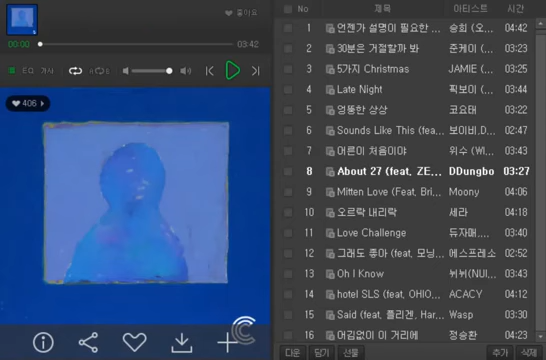 좋아요
00:00 03:42
EQ 가사
406
No 제목 아티스트 시간
1 언젠가 설명이 필요한 ... 승희 (오... 04:42
2 30분은 거절할까 봐 준케이 (... 03:23
3 5가지 Christmas JAMIE (... 03:25
4 Late Night 픽보이 (... 03:44
5 엉뚱한 상상 코요태 03:22
6 Sounds Like This (fea... 보이비,D... 02:47
7 어른이 처음이야 위수 (WI... 03:43
8 About 27 (feat, ZE... DDungbo 03:27
9 Mitten Love (Feat, Bri... Moony 04:06
10 오르락 내리락 세라 04:18
11 Love Challenge 듀자매,... 03:40
12 그래도 좋아 (feat, 모닝... 에스프레소 02:52
13 Oh I Know 뉘뉘(NUI... 03:43
14 hotel SLS (feat, OHIO... ACACY 04:12
15 Said (feat, 플리겐, Har... Wasp 03:30
16 어김없이 이 거리에 정승환 04:23
다운 담기 선물 추가 삭제